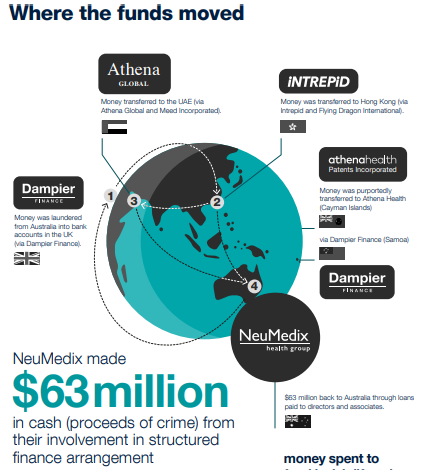 Where the funds moved
Athena
GLOBAL
Money transferred to the UAE (via
Athena Global and Meed Incorporated).
iNTREPiD
Money was transferred to Hong Kong (via
Intrepid and Flying Dragon International).
athenahealth
Patents Incorporated
Money was purportedly
transferred to Athena Health
(Cayman Islands)
via Dampier Finance (Samoa)
Dampier
FINANCE
Dampier
FINANCE
Money was laundered
from Australia into bank
accounts in the UK
(via Dampier Finance).
1
3
2
4
NeuMedix
health group
NeuMedix made
$63 million
in cash (proceeds of crime) from
their involvement in structured
finance arrangement
$63 million back to Australia through loans
paid to directors and associates.
money spent to